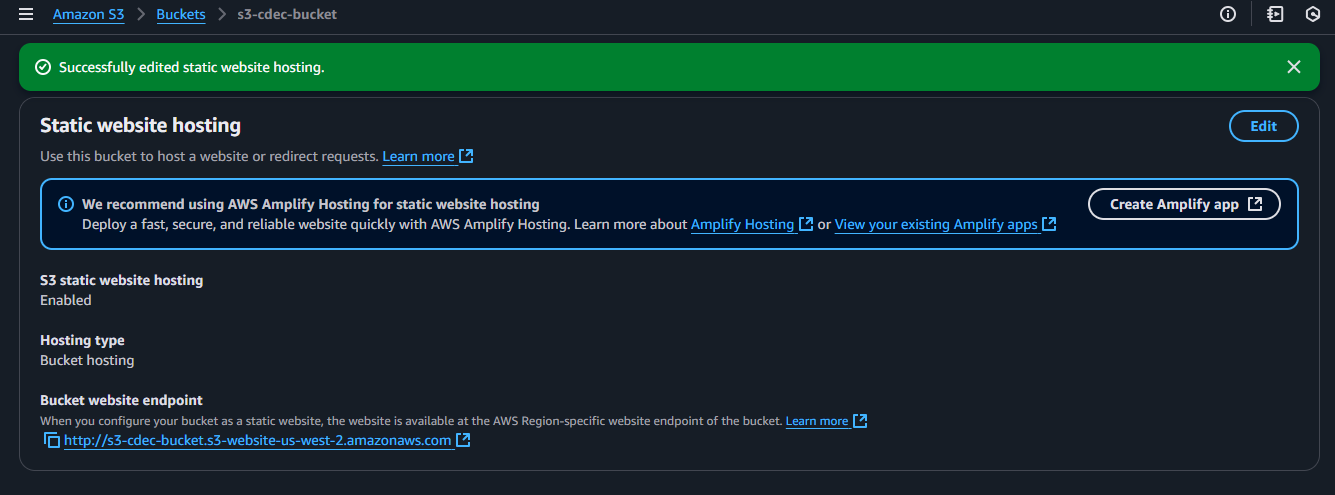 Amazon S3 > Buckets > s3-cdec-bucket
Successfully edited static website hosting.
Static website hosting
Edit
Use this bucket to host a website or redirect requests. Learn more
We recommend using AWS Amplify Hosting for static website hosting
Create Amplify app
Deploy a fast, secure, and reliable website quickly with AWS Amplify Hosting. Learn more about Amplify Hosting or View your existing Amplify apps
S3 static website hosting
Enabled
Hosting type
Bucket hosting
Bucket website endpoint
When you configure your bucket as a static website, the website is available at the AWS Region-specific website endpoint of the bucket. Learn more
http://s3-cdec-bucket.s3-website-us-west-2.amazonaws.com